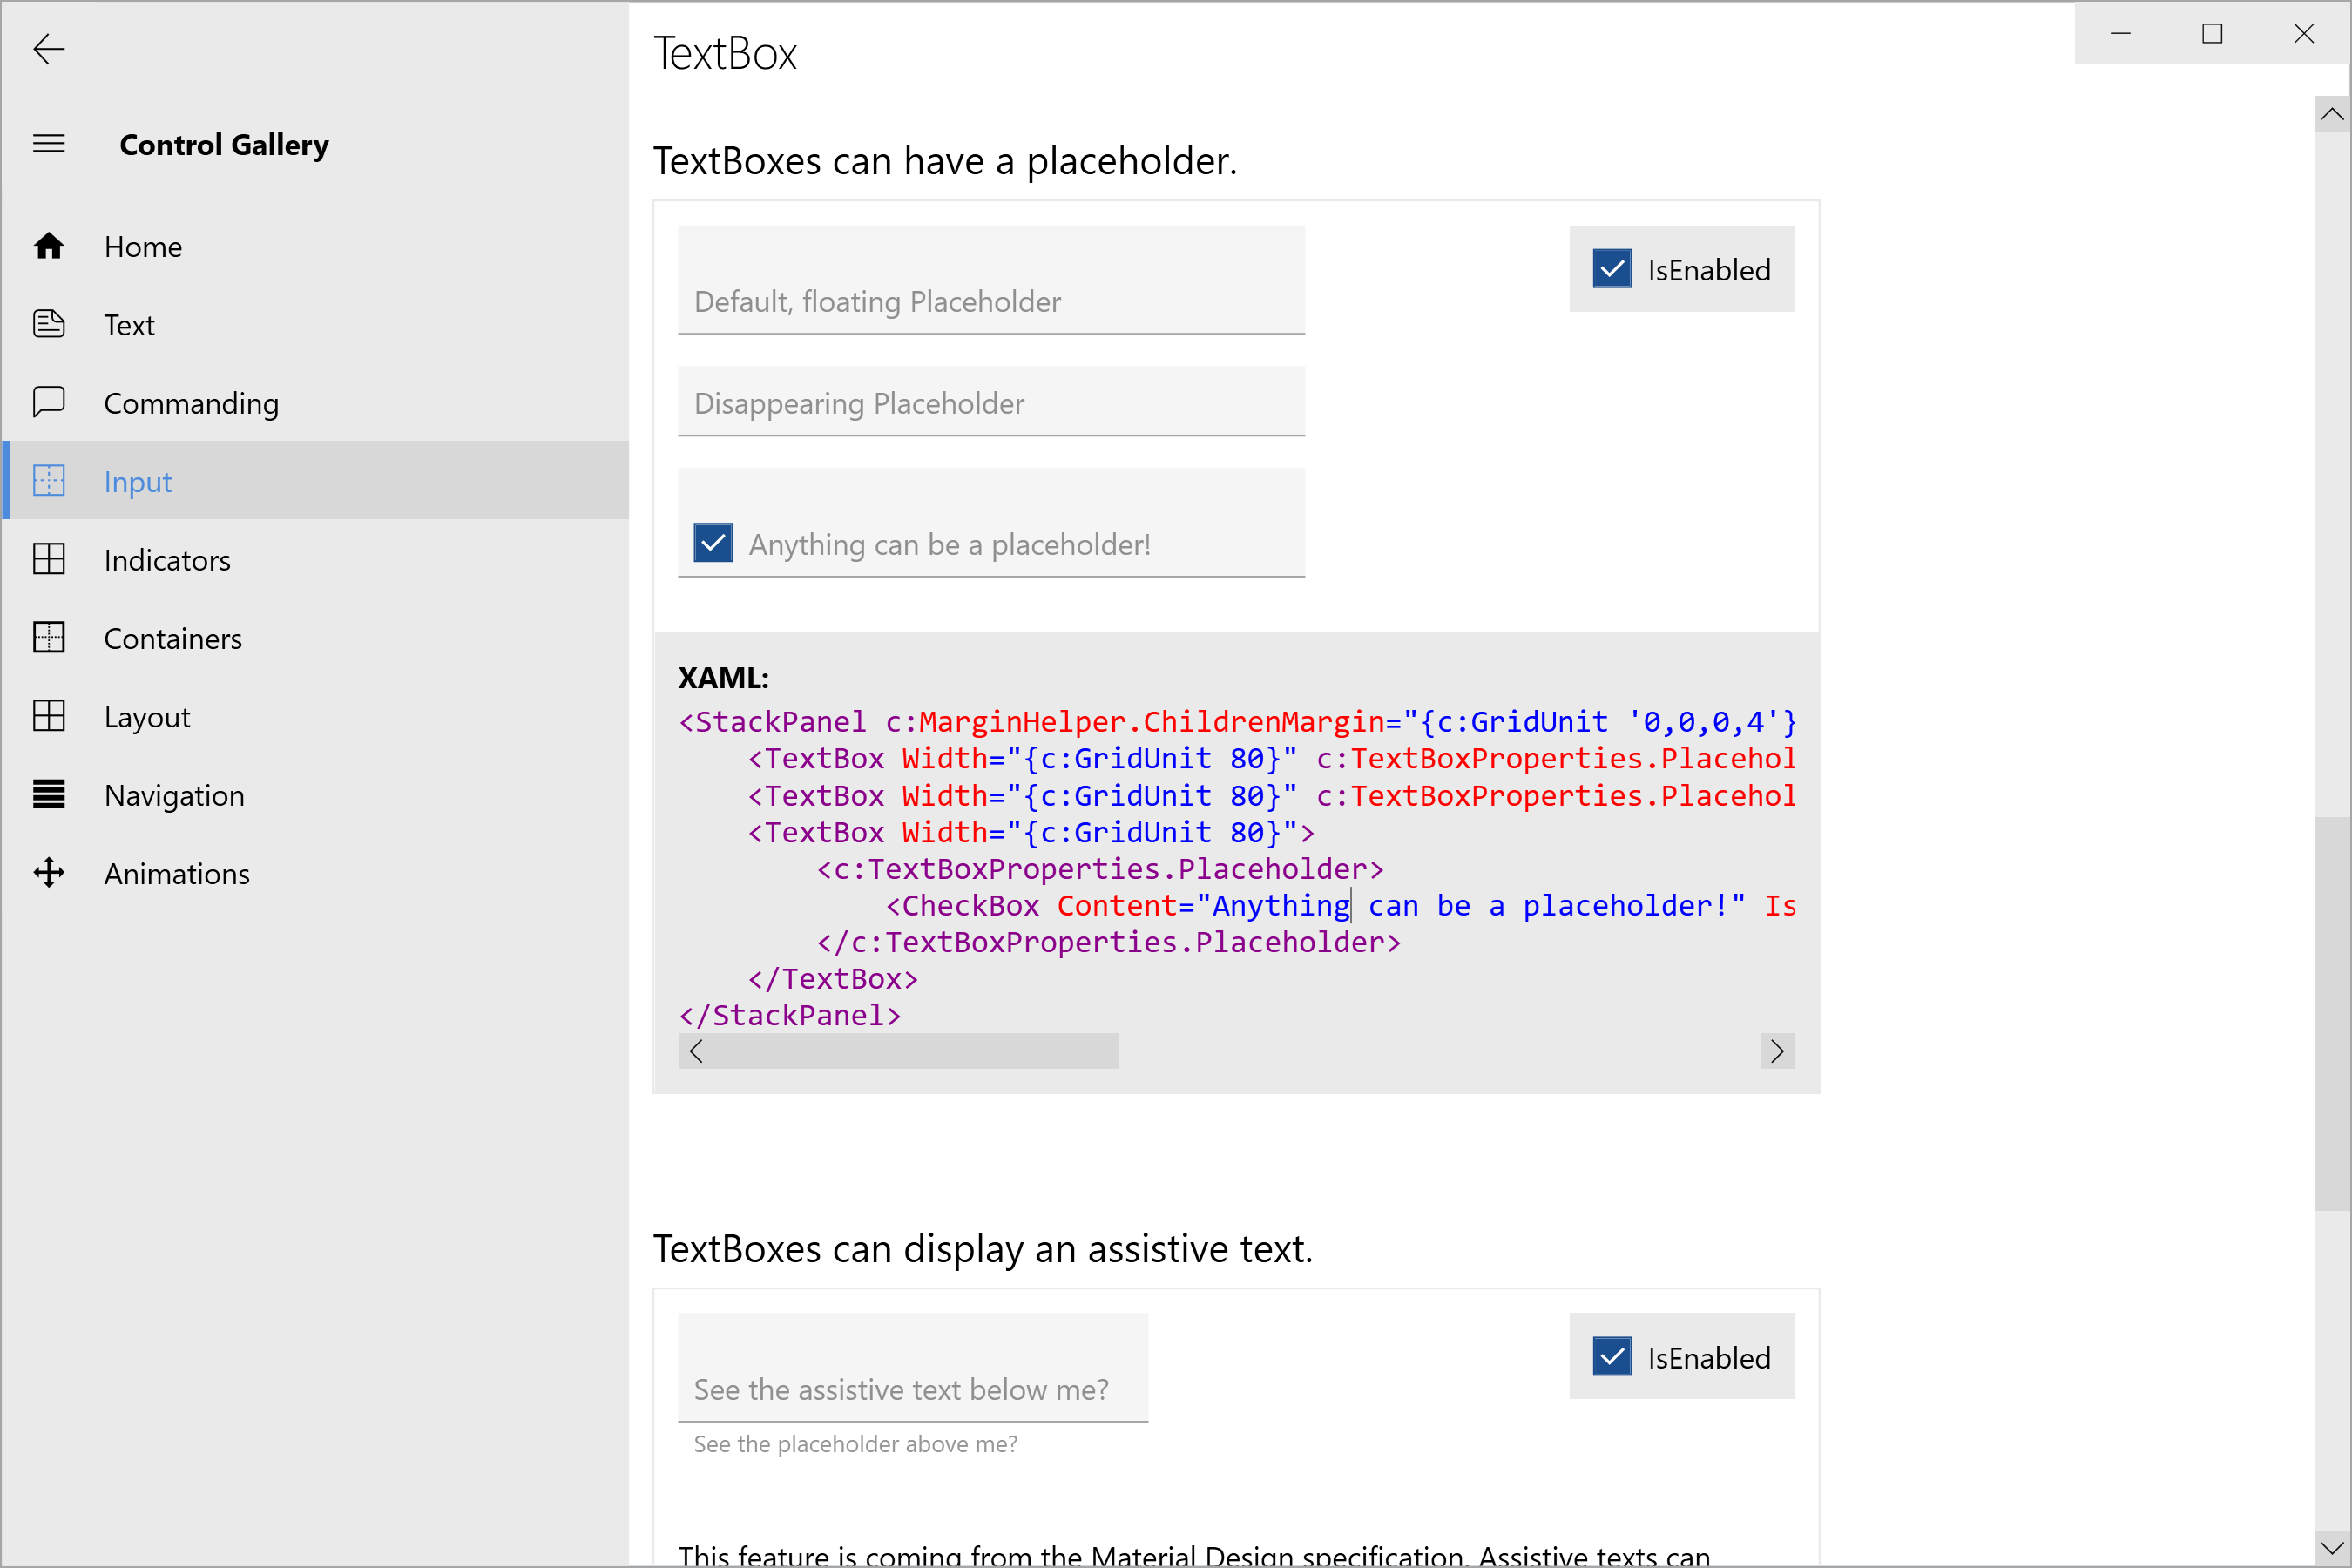 TextBox
Control Gallery
Home
Text
Commanding
Input
Indicators
Containers
Layout
Navigation
Animations
TextBoxes can have a placeholder.
Default, floating Placeholder
IsEnabled
Disappearing Placeholder
Anything can be a placeholder!
XAML:
<StackPanel c:MarginHelper.ChildrenMargin="{c:GridUnit '0,0,0,4'}
<TextBox Width="{c:GridUnit 80}" c:TextBoxProperties.Placehol
<TextBox Width="{c:GridUnit 80}" c:TextBoxProperties.Placehol
<TextBox Width="{c:GridUnit 80}">
<c:TextBoxProperties.Placeholder>
<CheckBox Content="Anything can be a placeholder!" Is
</c:TextBoxProperties.Placeholder>
</TextBox>
</StackPanel>
TextBoxes can display an assistive text.
See the assistive text below me?
IsEnabled
See the placeholder above me?
This feature is coming from the Material Design specification. Assistive texts can